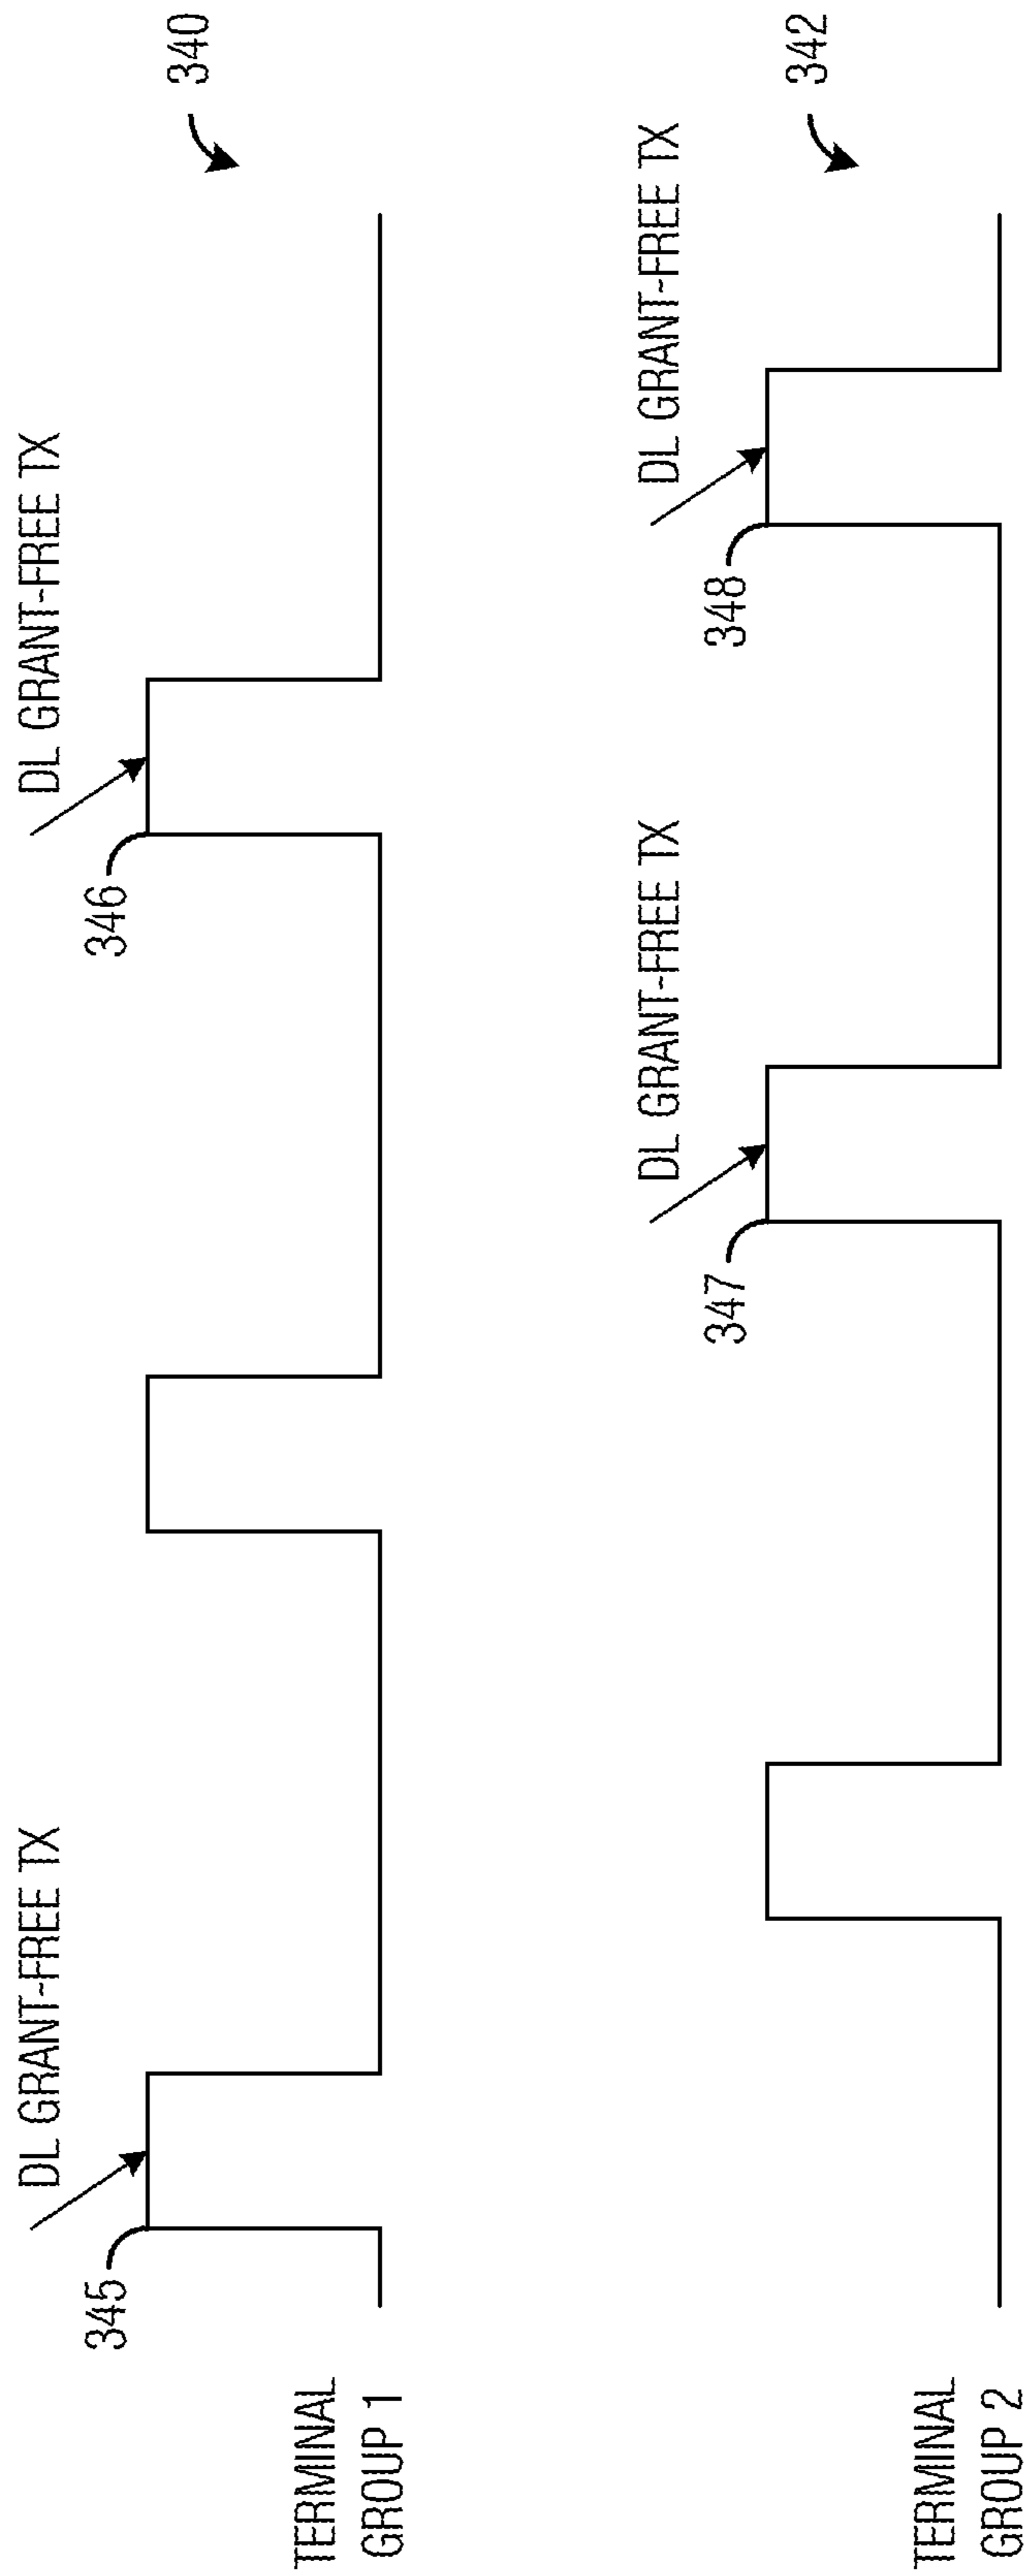 DL GRANT-FREE TX
DL GRANT-FREE TX
340
345
346
TERMINAL
GROUP 1
DL GRANT-FREE TX
DL GRANT-FREE TX
342
347
348
TERMINAL
GROUP 2